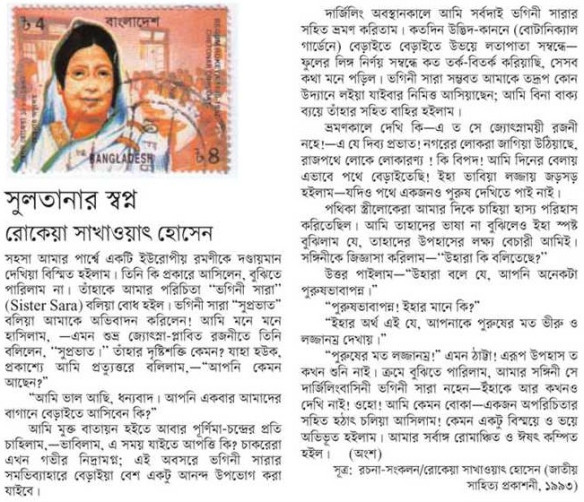 ৳4
বাংলাদেশ
BANGLADESH
৳8
সুলতানার স্বপ্ন
রোকেয়া সাখাওয়াৎ হোসেন
সহসা আমার পার্শ্বে একটি ইউরোপীয় রমণীকে দণ্ডায়মান
দেখিয়া বিস্মিত হইলাম। তিনি কি প্রকারে আসিলেন, বুঝিতে
পারিলাম না। তাঁহাকে আমার পরিচিতা “ভগিনী সারা”
(Sister Sara) বলিয়া বোধ হইল। ভগিনী সারা “সুপ্রভাত”
বলিয়া আমাকে অভিবাদন করিলেন! আমি মনে মনে
হাসিলাম, —এমন শুভ্র জ্যোৎস্না-প্লাবিত রজনীতে তিনি
বলিলেন, “সুপ্রভাত।” তাঁহার দৃষ্টিশক্তি কেমন? যাহা হউক,
প্রকাশ্যে আমি প্রত্যুত্তরে বলিলাম,—“আপনি কেমন
আছেন?”
“আমি ভাল আছি, ধন্যবাদ। আপনি একবার আমাদের
বাগানে বেড়াইতে আসিবেন কি?”
আমি মুক্ত বাতায়ন হইতে আবার পূর্ণিমা-চন্দ্রের প্রতি
চাহিলাম,—ভাবিলাম, এ সময় যাইতে আপত্তি কি? চাকরেরা
এখন গভীর নিদ্রামগ্ন; এই অবসরে ভগিনী সারার
সমভিব্যাহারে বেড়াইয়া বেশ একটু আনন্দ উপভোগ করা
যাইবে।
দার্জিলিং অবস্থানকালে আমি সর্বদাই ভগিনী সারার
সহিত ভ্রমণ করিতাম। কতদিন উদ্ভিদ-কাননে (বোটানিক্যাল
গার্ডেনে) বেড়াইতে বেড়াইতে উভয়ে লতাপাতা সম্বন্ধে—
ফুলের লিঙ্গ নির্ণয় সম্বন্ধে কত তর্ক-বিতর্ক করিয়াছি, সেসব
কথা মনে পড়িল। ভগিনী সারা সম্ভবত আমাকে তদ্রূপ কোন
উদ্যানে লইয়া যাইবার নিমিত্ত আসিয়াছেন; আমি বিনা বাক্য
ব্যয়ে তাঁহার সহিত বাহির হইলাম।
ভ্রমণকালে দেখি কি—এ ত সে জ্যোৎস্নাময়ী রজনী
নহে!—এ যে দিব্য প্রভাত! নগরের লোকেরা জাগিয়া উঠিয়াছে,
রাজপথে লোকে লোকারণ্য ! কি বিপদ! আমি দিনের বেলায়
এভাবে পথে বেড়াইতেছি! ইহা ভাবিয়া লজ্জায় জড়সড়
হইলাম—যদিও পথে একজনও পুরুষ দেখিতে পাই নাই।
পথিকা স্ত্রীলোকেরা আমার দিকে চাহিয়া হাস্য পরিহাস
করিতেছিল। আমি তাহাদের ভাষা না বুঝিলেও ইহা স্পষ্ট
বুঝিলাম যে, তাহাদের উপহাসের লক্ষ্য বেচারী আমিই।
সঙ্গিনীকে জিজ্ঞাসা করিলাম—“উহারা কি বলিতেছে?”
উত্তর পাইলাম—“উহারা বলে যে, আপনি অনেকটা
পুরুষভাবাপন্ন।”
“পুরুষভাবাপন্ন! ইহার মানে কি?”
“ইহার অর্থ এই যে, আপনাকে পুরুষের মত ভীরু ও
লজ্জানম্র দেখায়।”
“পুরুষের মত লজ্জানম্র!” এমন ঠাট্টা! এরূপ উপহাস ত
কখন শুনি নাই। ক্রমে বুঝিতে পারিলাম, আমার সঙ্গিনী সে
দার্জিলিংবাসিনী ভগিনী সারা নহেন—ইহাকে আর কখনও
দেখি নাই! ওহো! আমি কেমন বোকা—একজন অপরিচিতার
সহিত হঠাৎ চলিয়া আসিলাম! কেমন একটু বিস্ময়ে ও ভয়ে
অভিভূত হইলাম। আমার সর্বাঙ্গ রোমাঞ্চিত ও ঈষৎ কম্পিত
হইল। (অংশ)
সূত্র: রচনা-সংকলন/রোকেয়া সাখাওয়াৎ হোসেন (জাতীয়
সাহিত্য প্রকাশনী, ১৯৯৩)